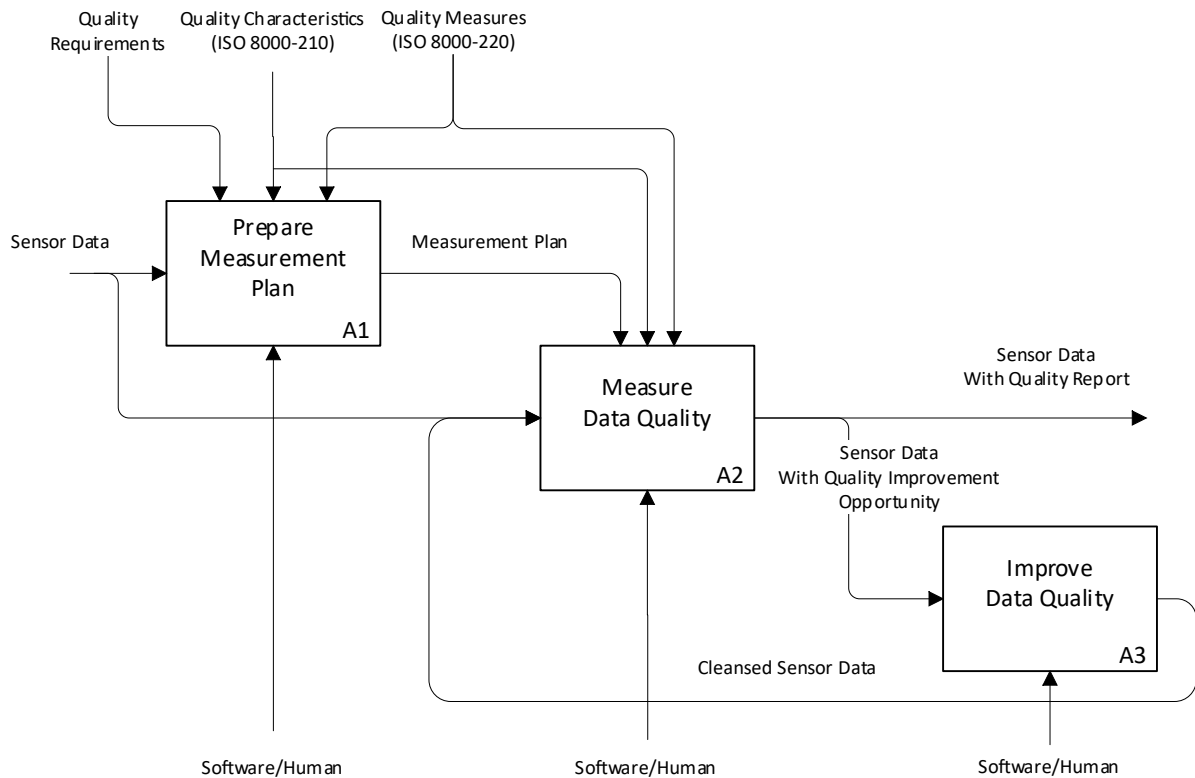 Quality
Requirements
Quality Characteristics
(ISO 8000-210)
Quality Measures
(ISO 8000-220)
Sensor Data
Prepare
Measurement
Plan
A1
Measurement Plan
Measure
Data Quality
A2
Sensor Data
With Quality Report
Sensor Data
With Quality Improvement
Opportunity
Improve
Data Quality
A3
Cleansed Sensor Data
Software/Human
Software/Human
Software/Human